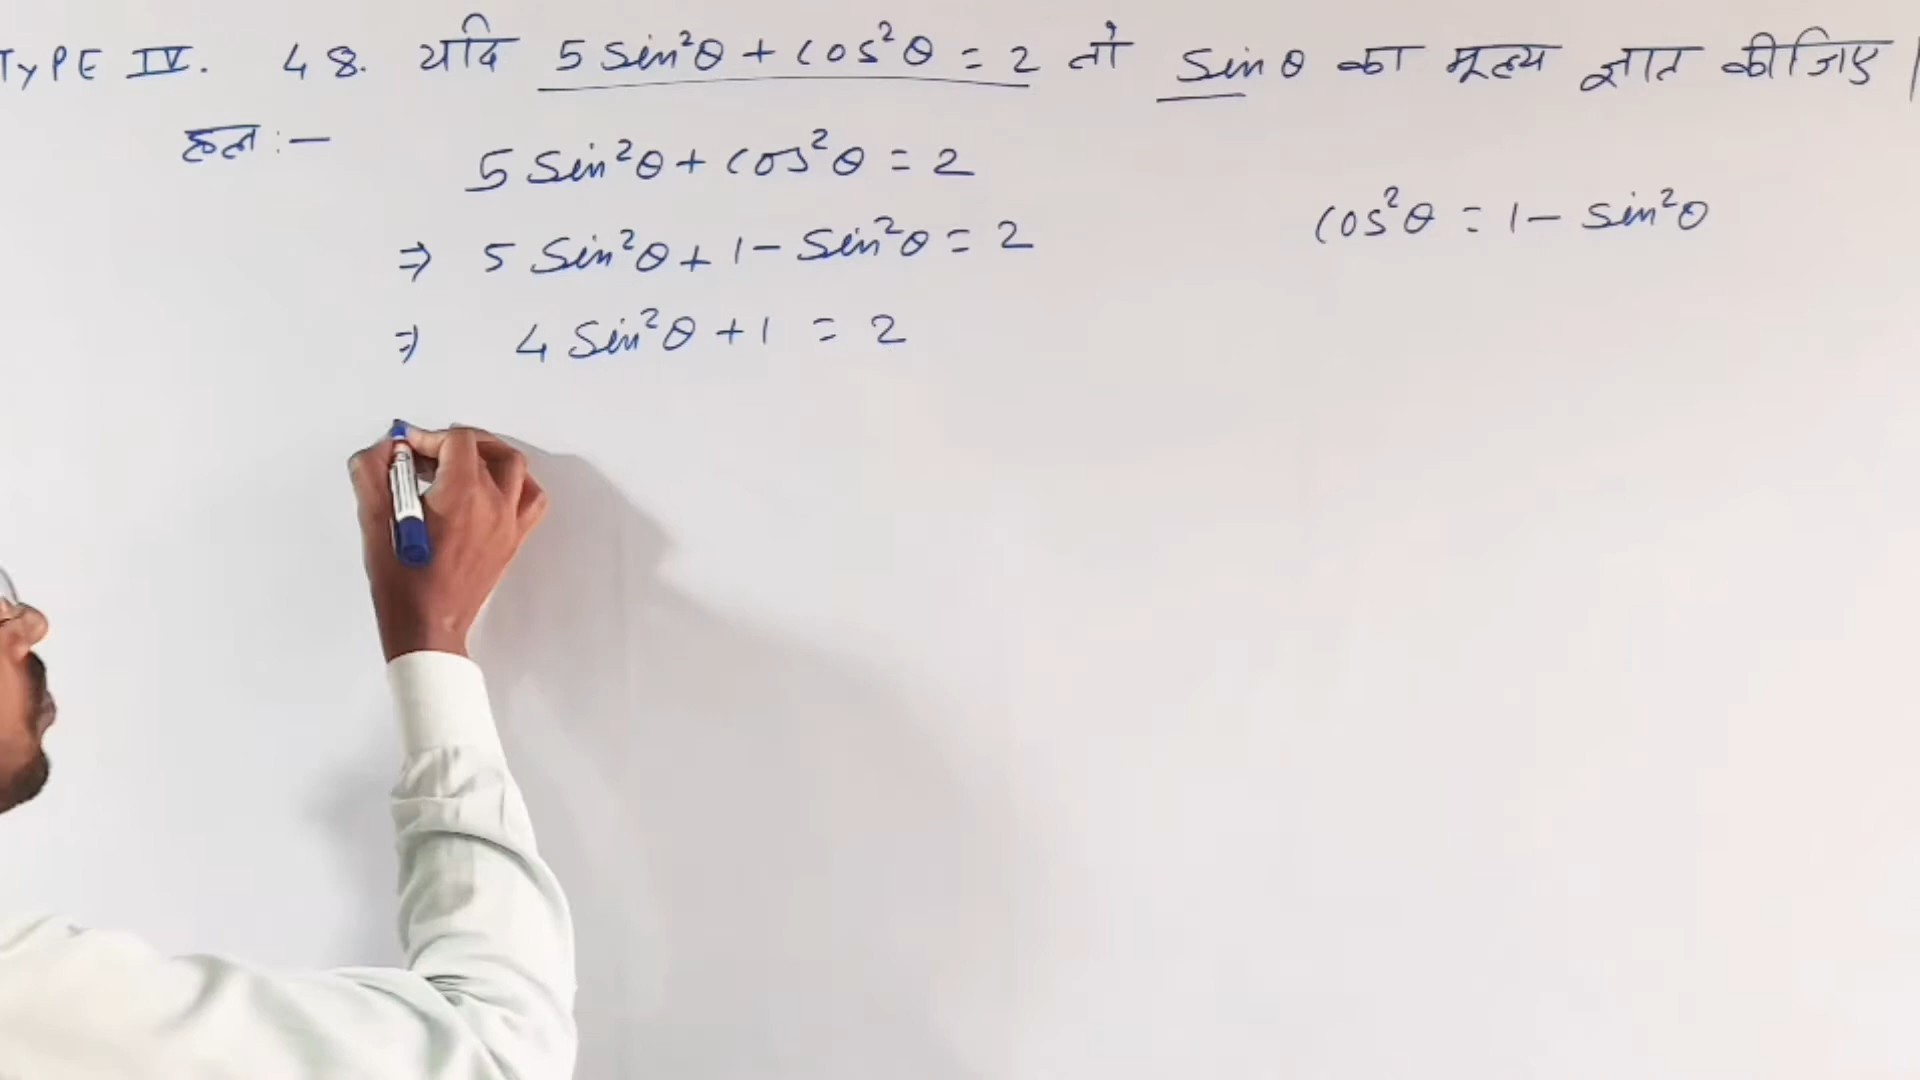 TYPE IV. 48. यदि 5 sin²θ + cos²θ = 2 तो sin θ का मूल्य ज्ञात कीजिए |
हल :-
5 sin²θ + cos²θ = 2
cos²θ = 1 - sin²θ
⇒ 5 sin²θ + 1 - sin²θ = 2
⇒ 4 sin²θ + 1 = 2